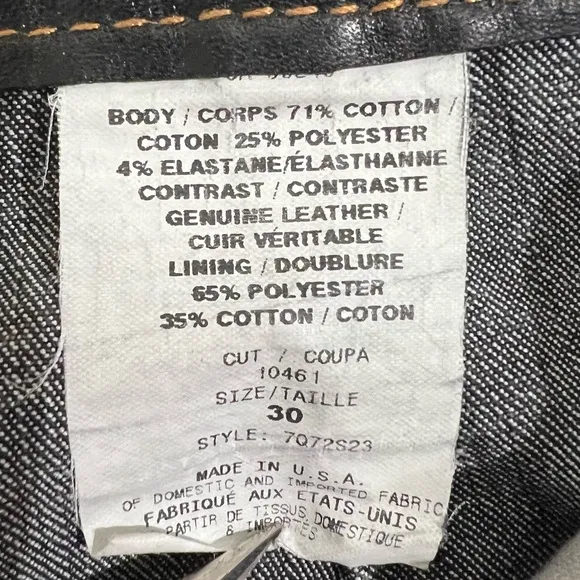 BODY / CORPS 71% COTTON /
COTON 25% POLYESTER
4% ELASTANE/ÉLASTHANNE
CONTRAST / CONTRASTE
GENUINE LEATHER /
CUIR VÉRITABLE
LINING / DOUBLURE
65% POLYESTER
35% COTTON / COTON
CUT / COUPA
10461
SIZE/TAILLE
30
STYLE: 7Q72S23
MADE IN U.S.A.
OF DOMESTIC AND IMPORTED FABRIC
FABRIQUÉ AUX ETATS-UNIS
PARTIR DE TISSUS DOMESTIQUE
& IMPORTÉS